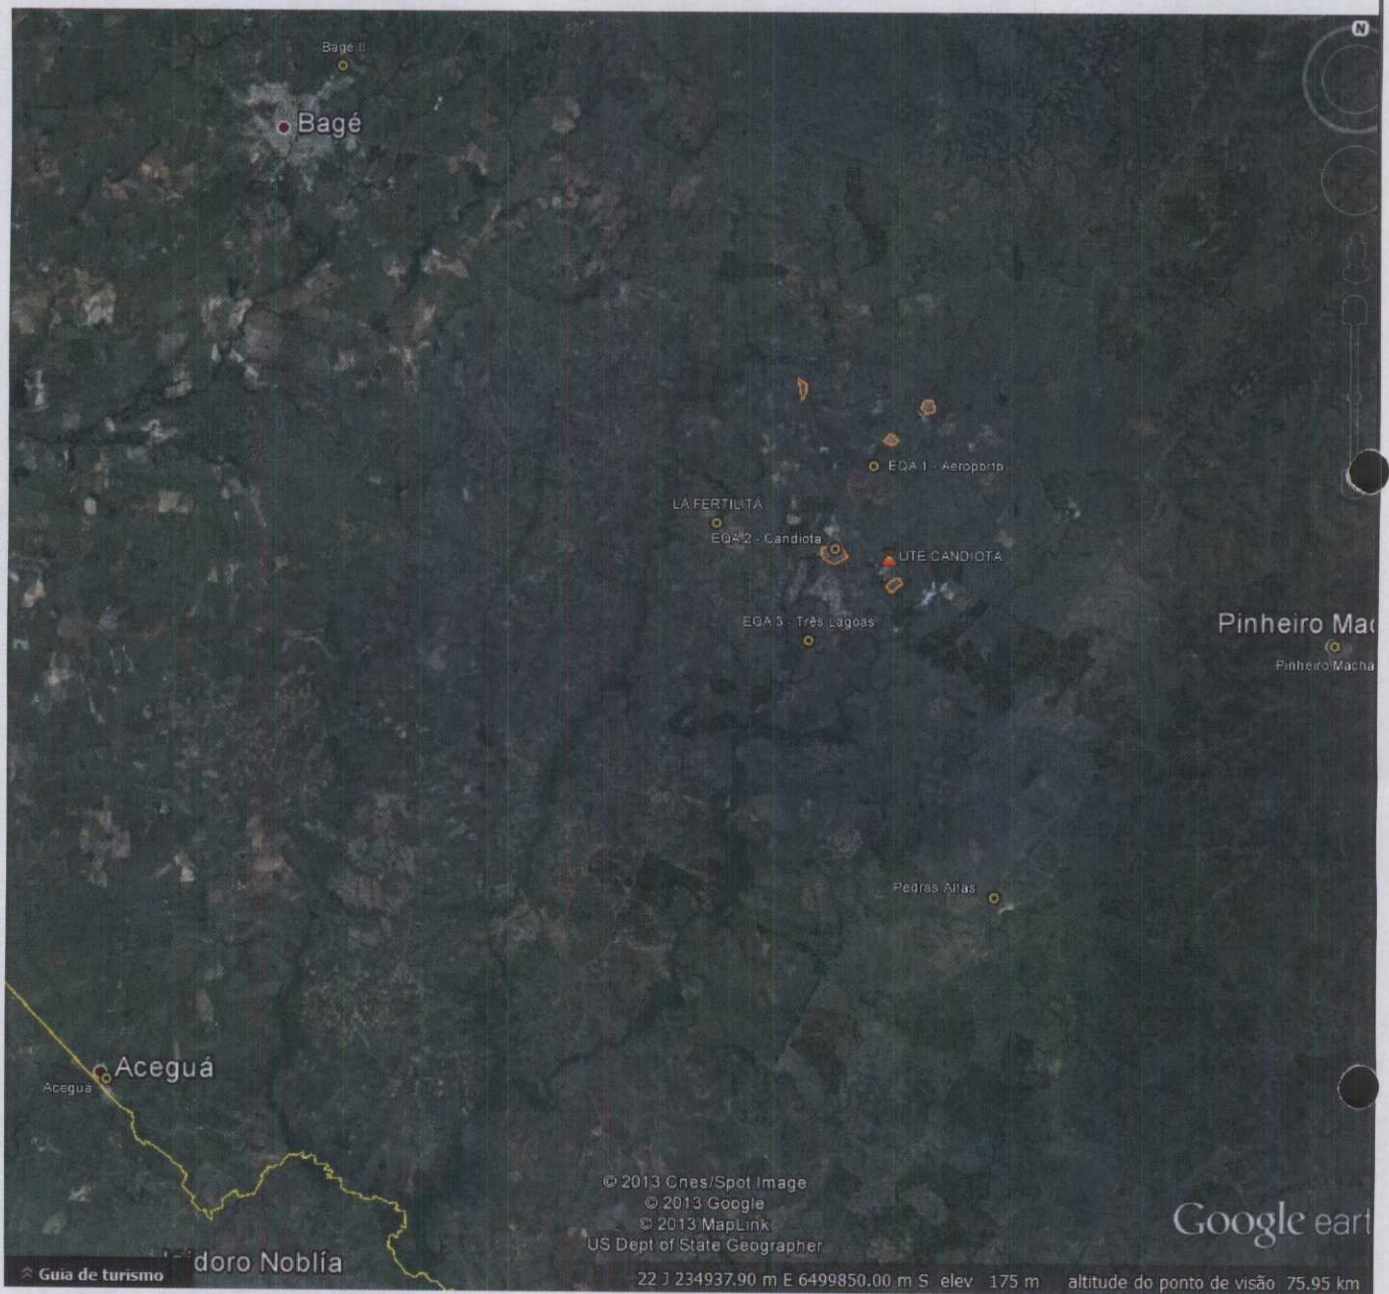 N
Bagé II
Bagé
EQA 1 - Aeroporto
LA FERTILITÁ
EQA 2 - Candiota
UTE CANDIOTA
EQA 3 - Três Lagoas
Pinheiro Mac
Pinheiro Macha
Pedras Altas
Aceguá
Aceguá
© 2013 Cnes/Spot Image
© 2013 Google
© 2013 MapLink
US Dept of State Geographer
Google eart
doro Noblía
Guia de turismo
22 J 234937.90 m E 6499850.00 m S elev 175 m altitude do ponto de visão 75.95 km